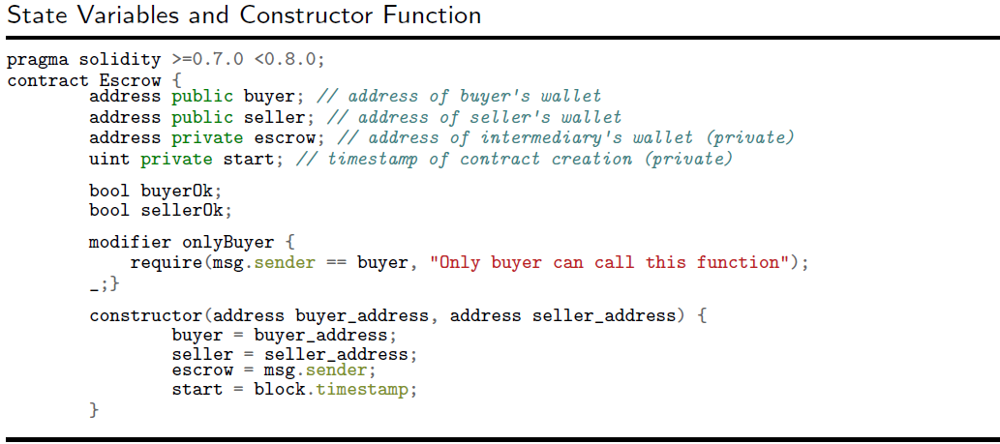 State Variables and Constructor Function
pragma solidity >=0.7.0 <0.8.0;
contract Escrow {
address public buyer; // address of buyer's wallet
address public seller; // address of seller's wallet
address private escrow; // address of intermediary's wallet (private)
uint private start; // timestamp of contract creation (private)
bool buyerOk;
bool sellerOk;
modifier onlyBuyer {
require(msg.sender == buyer, "Only buyer can call this function");
_;}
constructor(address buyer_address, address seller_address) {
buyer = buyer_address;
seller = seller_address;
escrow = msg.sender;
start = block.timestamp;
}